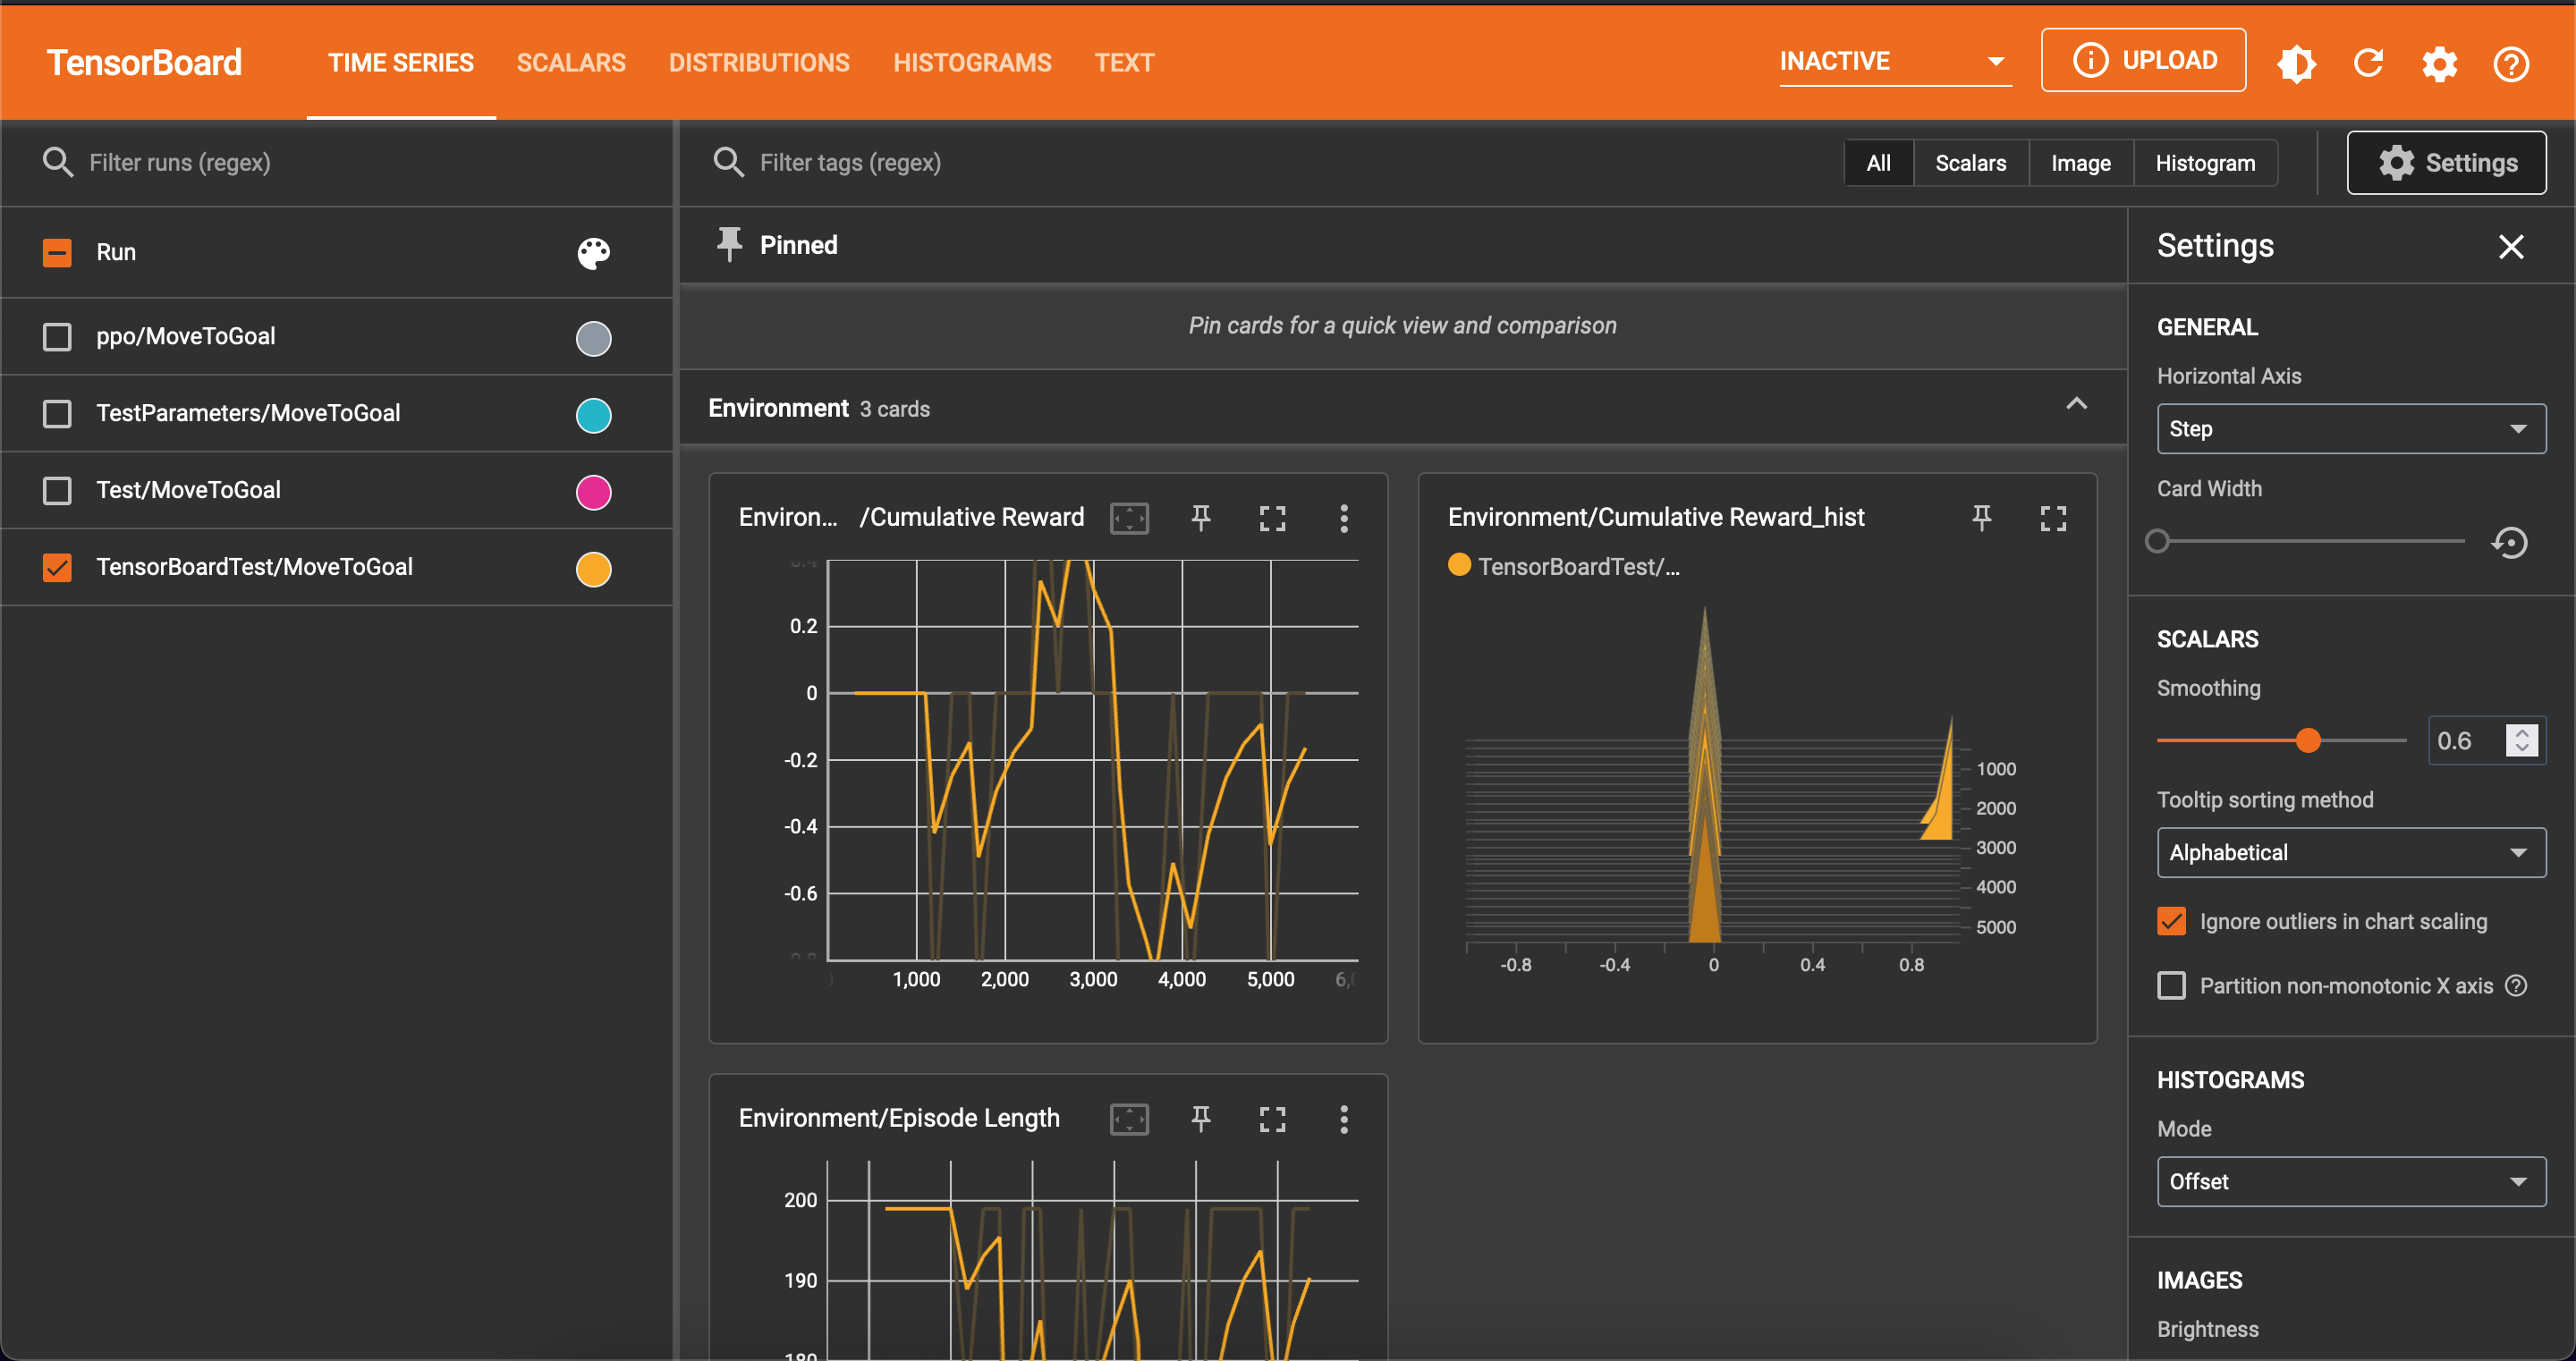 TensorBoard
TIME SERIES
SCALARS
DISTRIBUTIONS
HISTOGRAMS
TEXT
INACTIVE
UPLOAD
Filter runs (regex)
Filter tags (regex)
All
Scalars
Image
Histogram
Settings
Run
ppo/MoveToGoal
TestParameters/MoveToGoal
Test/MoveToGoal
TensorBoardTest/MoveToGoal
Pinned
Pin cards for a quick view and comparison
Environment 3 cards
Environ... /Cumulative Reward
0.2
0
-0.2
-0.4
-0.6
1,000 2,000 3,000 4,000 5,000
Environment/Cumulative Reward_hist
TensorBoardTest/...
1000
2000
3000
4000
5000
-0.8 -0.4 0 0.4 0.8
Environment/Episode Length
200
190
180
Settings
GENERAL
Horizontal Axis
Step
Card Width
SCALARS
Smoothing
0.6
Tooltip sorting method
Alphabetical
Ignore outliers in chart scaling
Partition non-monotonic X axis
HISTOGRAMS
Mode
Offset
IMAGES
Brightness